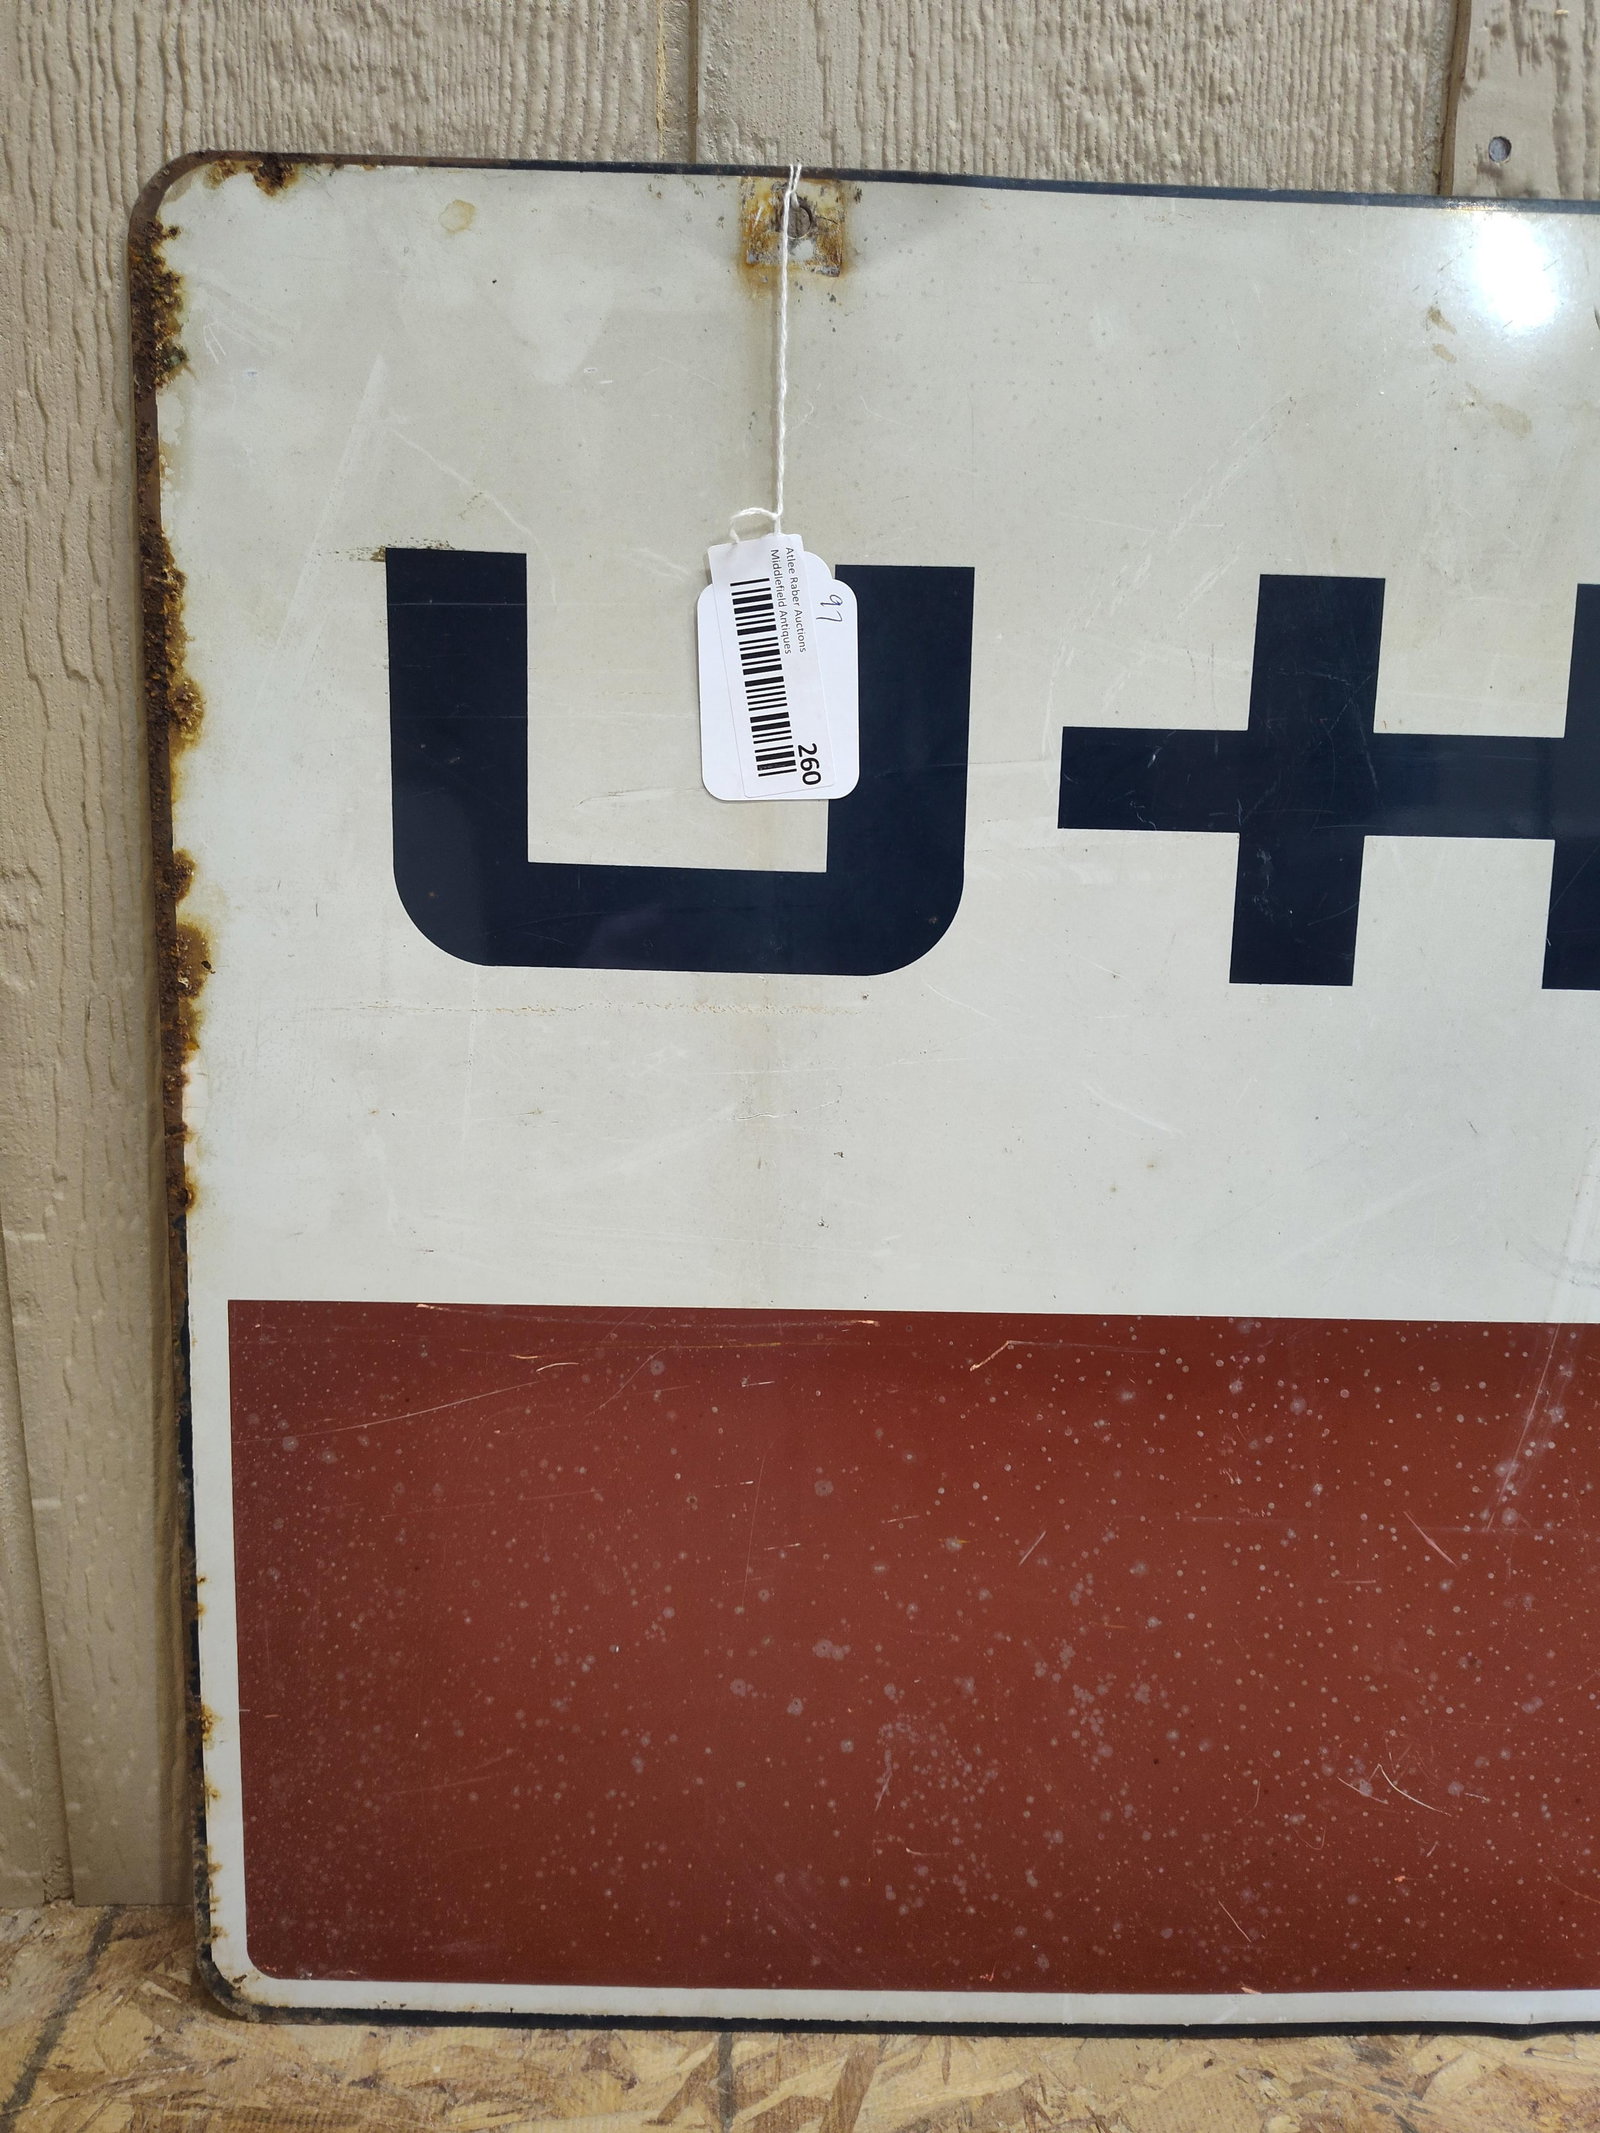 U-H
97
Atlee Raber Auctions
Middlefield Antiques
260